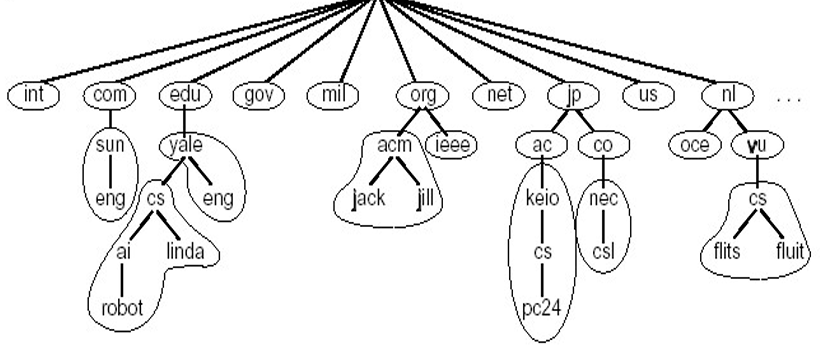 int com edu gov mil org net jp us nl ...
sun yale acm ieee ac co oce vu
eng cs eng jack jill keio nec cs
ai linda cs csl flits fluit
robot pc24